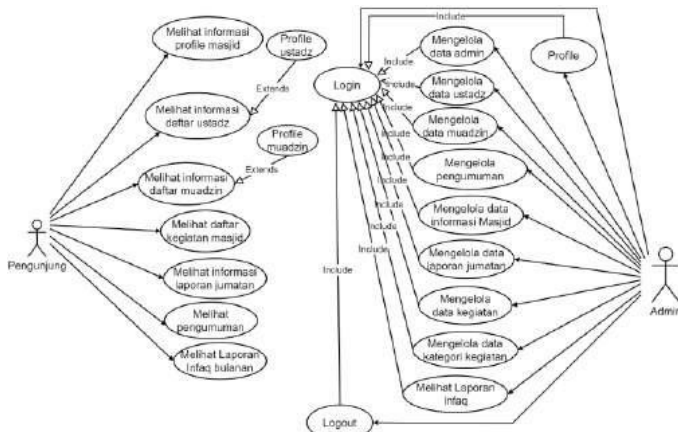 Melihat informasi
profile masjid
Profile
ustadz
Extends
Melihat informasi
daftar ustadz
Profile
muadzin
Extends
Melihat informasi
daftar muadzin
Melihat daftar
kegiatan masjid
Pengunjung
Melihat informasi
laporan jumatan
Melihat
pengumuman
Melihat Laporan
Infaq bulanan
Include
Profile
Mengelola
data admin
Include
Login
Mengelola
data ustadz
Include
Mengelola
data muadzin
Include
Include
Mengelola
pengumuman
Include
Mengelola data
informasi Masjid
Include
Include
Mengelola data
laporan jumatan
Include
Include
Mengelola
data kegiatan
Admin
Mengelola data
kategori kegiatan
Include
Melihat Laporan
Infaq
Logout